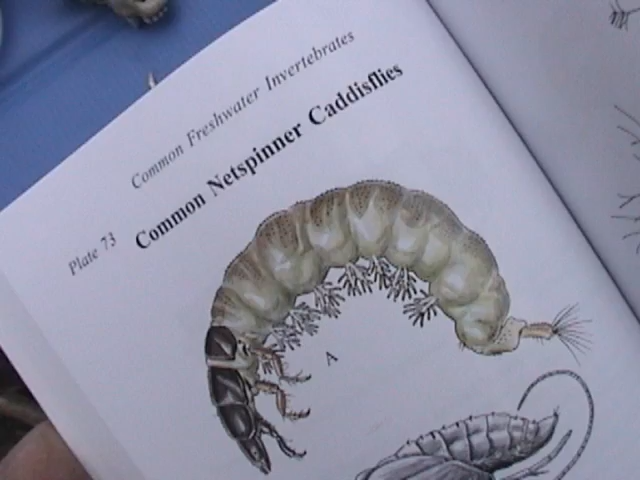 Common Freshwater Invertebrates
Plate 73
Common Netspinner Caddisflies
A